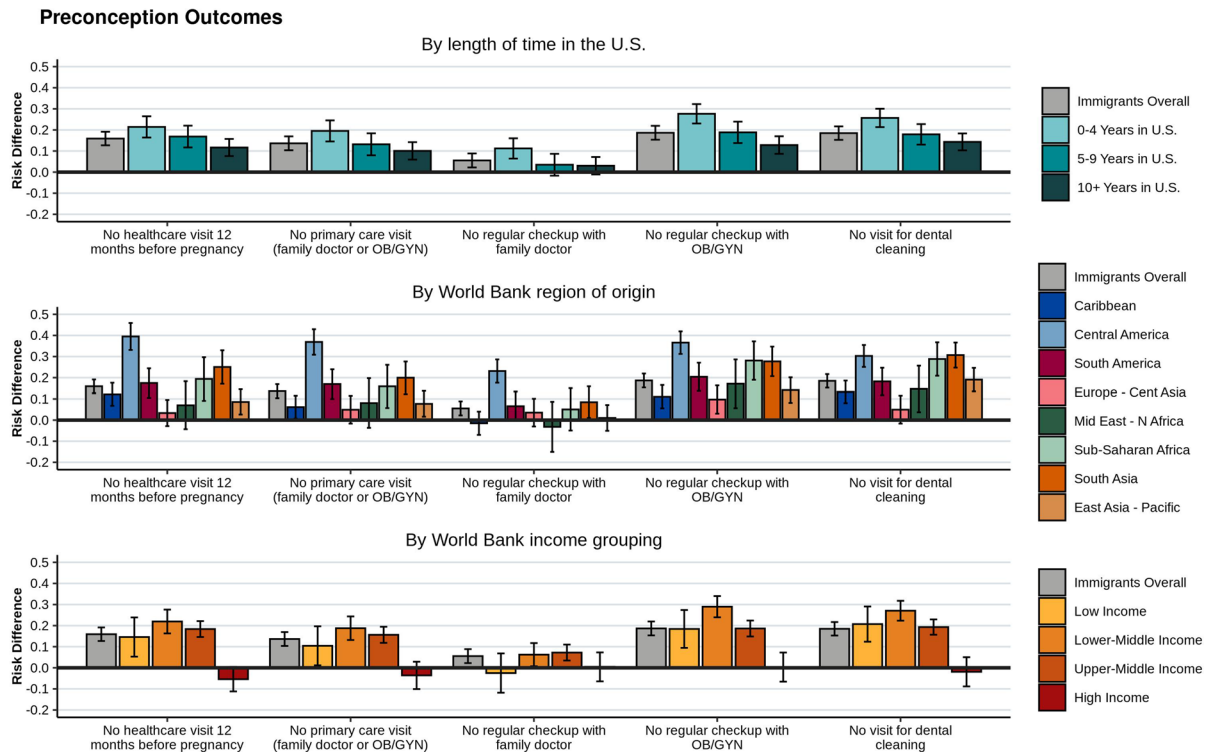 Preconception Outcomes
By length of time in the U.S.
Risk Difference
0.5
0.4
0.3
0.2
0.1
0.0
-0.1
-0.2
No healthcare visit 12
months before pregnancy
No primary care visit
(family doctor or OB/GYN)
No regular checkup with
family doctor
No regular checkup with
OB/GYN
No visit for dental
cleaning
Immigrants Overall
0-4 Years in U.S.
5-9 Years in U.S.
10+ Years in U.S.
By World Bank region of origin
Risk Difference
0.5
0.4
0.3
0.2
0.1
0.0
-0.1
-0.2
No healthcare visit 12
months before pregnancy
No primary care visit
(family doctor or OB/GYN)
No regular checkup with
family doctor
No regular checkup with
OB/GYN
No visit for dental
cleaning
Immigrants Overall
Caribbean
Central America
South America
Europe - Cent Asia
Mid East - N Africa
Sub-Saharan Africa
South Asia
East Asia - Pacific
By World Bank income grouping
Risk Difference
0.5
0.4
0.3
0.2
0.1
0.0
-0.1
-0.2
No healthcare visit 12
months before pregnancy
No primary care visit
(family doctor or OB/GYN)
No regular checkup with
family doctor
No regular checkup with
OB/GYN
No visit for dental
cleaning
Immigrants Overall
Low Income
Lower-Middle Income
Upper-Middle Income
High Income